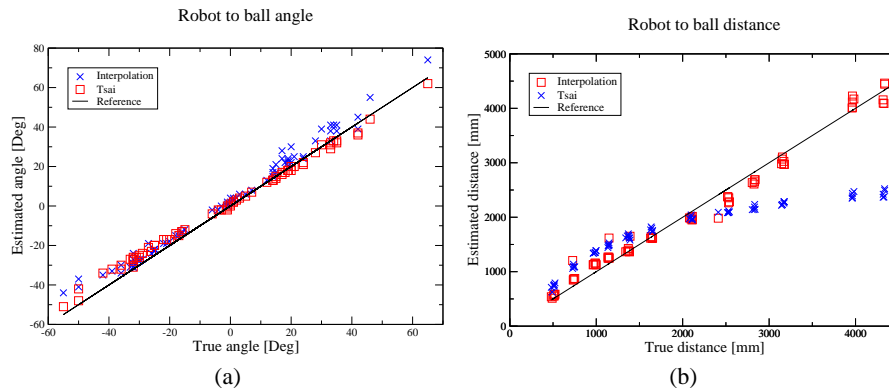 Robot to ball angle
80
60
40
20
0
-20
-40
-60
-60 -40 -20 0 20 40 60 80
Estimated angle [Deg]
True angle [Deg]
Interpolation
Tsai
Reference
(a)
Robot to ball distance
5000
4000
3000
2000
1000
0
0 1000 2000 3000 4000
Estimated distance [mm]
True distance [mm]
Interpolation
Tsai
Reference
(b)